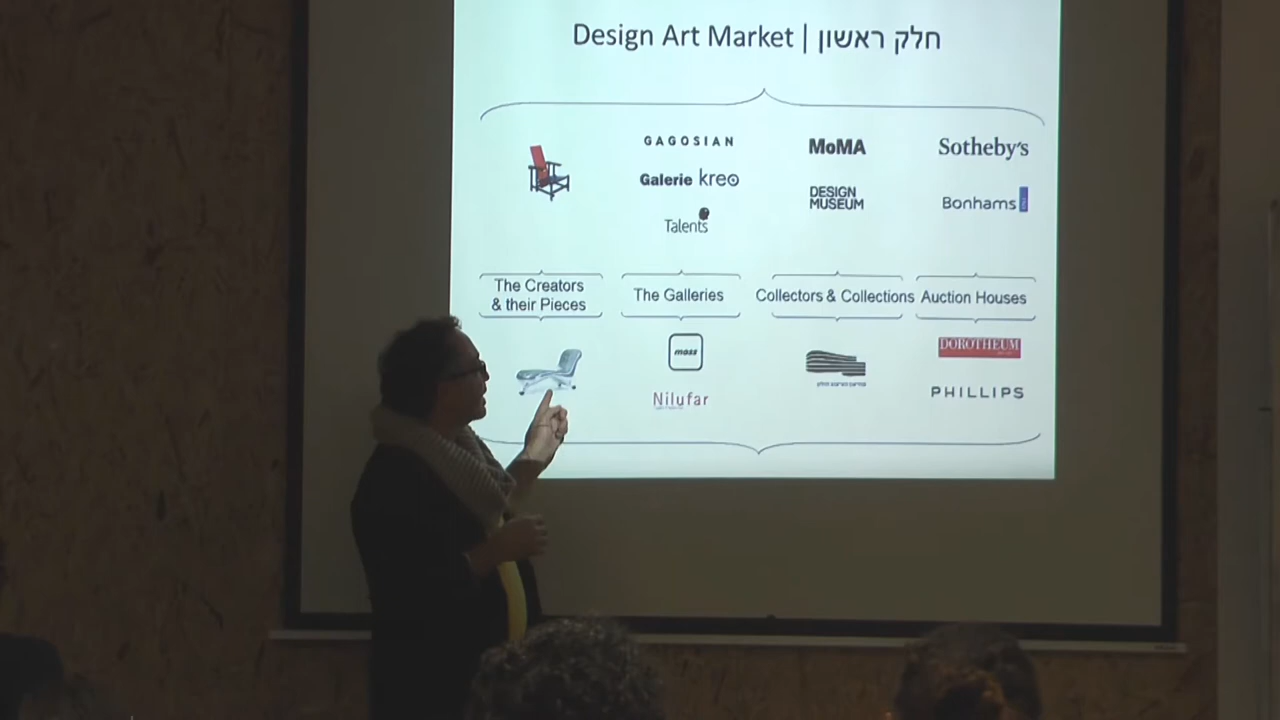 Design Art Market | חלק ראשון
GAGOSIAN
Galerie kreo
Talents
MoMA
DESIGN
MUSEUM
Sotheby's
Bonhams
The Creators
& their Pieces
The Galleries
Collectors & Collections
Auction Houses
moss
Nilufar
DOROTHEUM
PHILLIPS